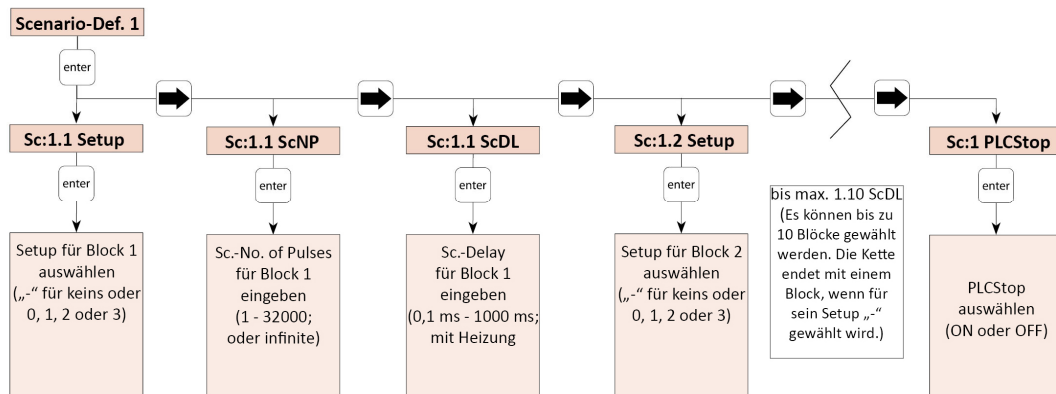 Scenario-Def. 1
enter
Sc:1.1 Setup
Sc:1.1 ScNP
Sc:1.1 ScDL
Sc:1.2 Setup
Sc:1 PLCStop
enter
enter
enter
enter
enter
Setup für Block 1
auswählen
(„-“ für keins oder
0, 1, 2 oder 3)
Sc.-No. of Pulses
für Block 1
eingeben
(1 - 32000;
oder infinite)
Sc.-Delay
für Block 1
eingeben
(0,1 ms - 1000 ms;
mit Heizung
Setup für Block 2
auswählen
(„-“ für keins oder
0, 1, 2 oder 3)
bis max. 1.10 ScDL
(Es können bis zu
10 Blöcke gewählt
werden. Die Kette
endet mit einem
Block, wenn für
sein Setup „-“
gewählt wird.)
PLCStop
auswählen
(ON oder OFF)